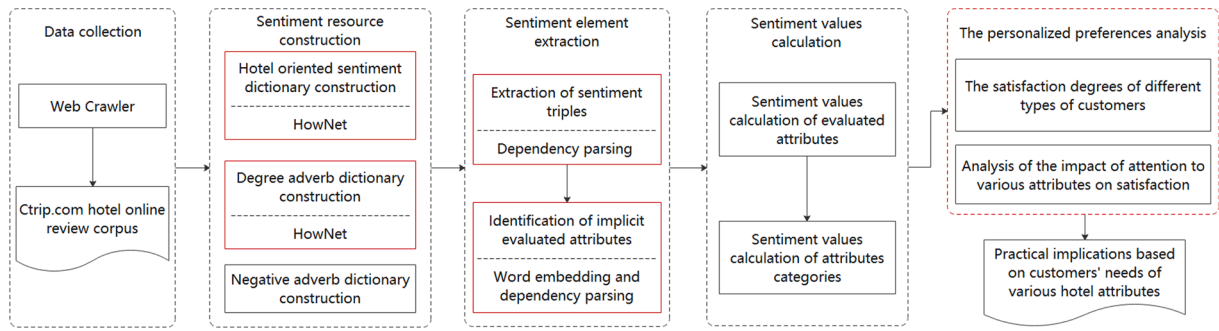 Data collection
Web Crawler
Ctrip.com hotel online
review corpus
Sentiment resource
construction
Hotel oriented sentiment
dictionary construction
HowNet
Degree adverb dictionary
construction
HowNet
Negative adverb dictionary
construction
Sentiment element
extraction
Extraction of sentiment
triples
Dependency parsing
Identification of implicit
evaluated attributes
Word embedding and
dependency parsing
Sentiment values
calculation
Sentiment values
calculation of evaluated
attributes
Sentiment values
calculation of attributes
categories
The personalized preferences analysis
The satisfaction degrees of different
types of customers
Analysis of the impact of attention to
various attributes on satisfaction
Practical implications based
on customers' needs of
various hotel attributes